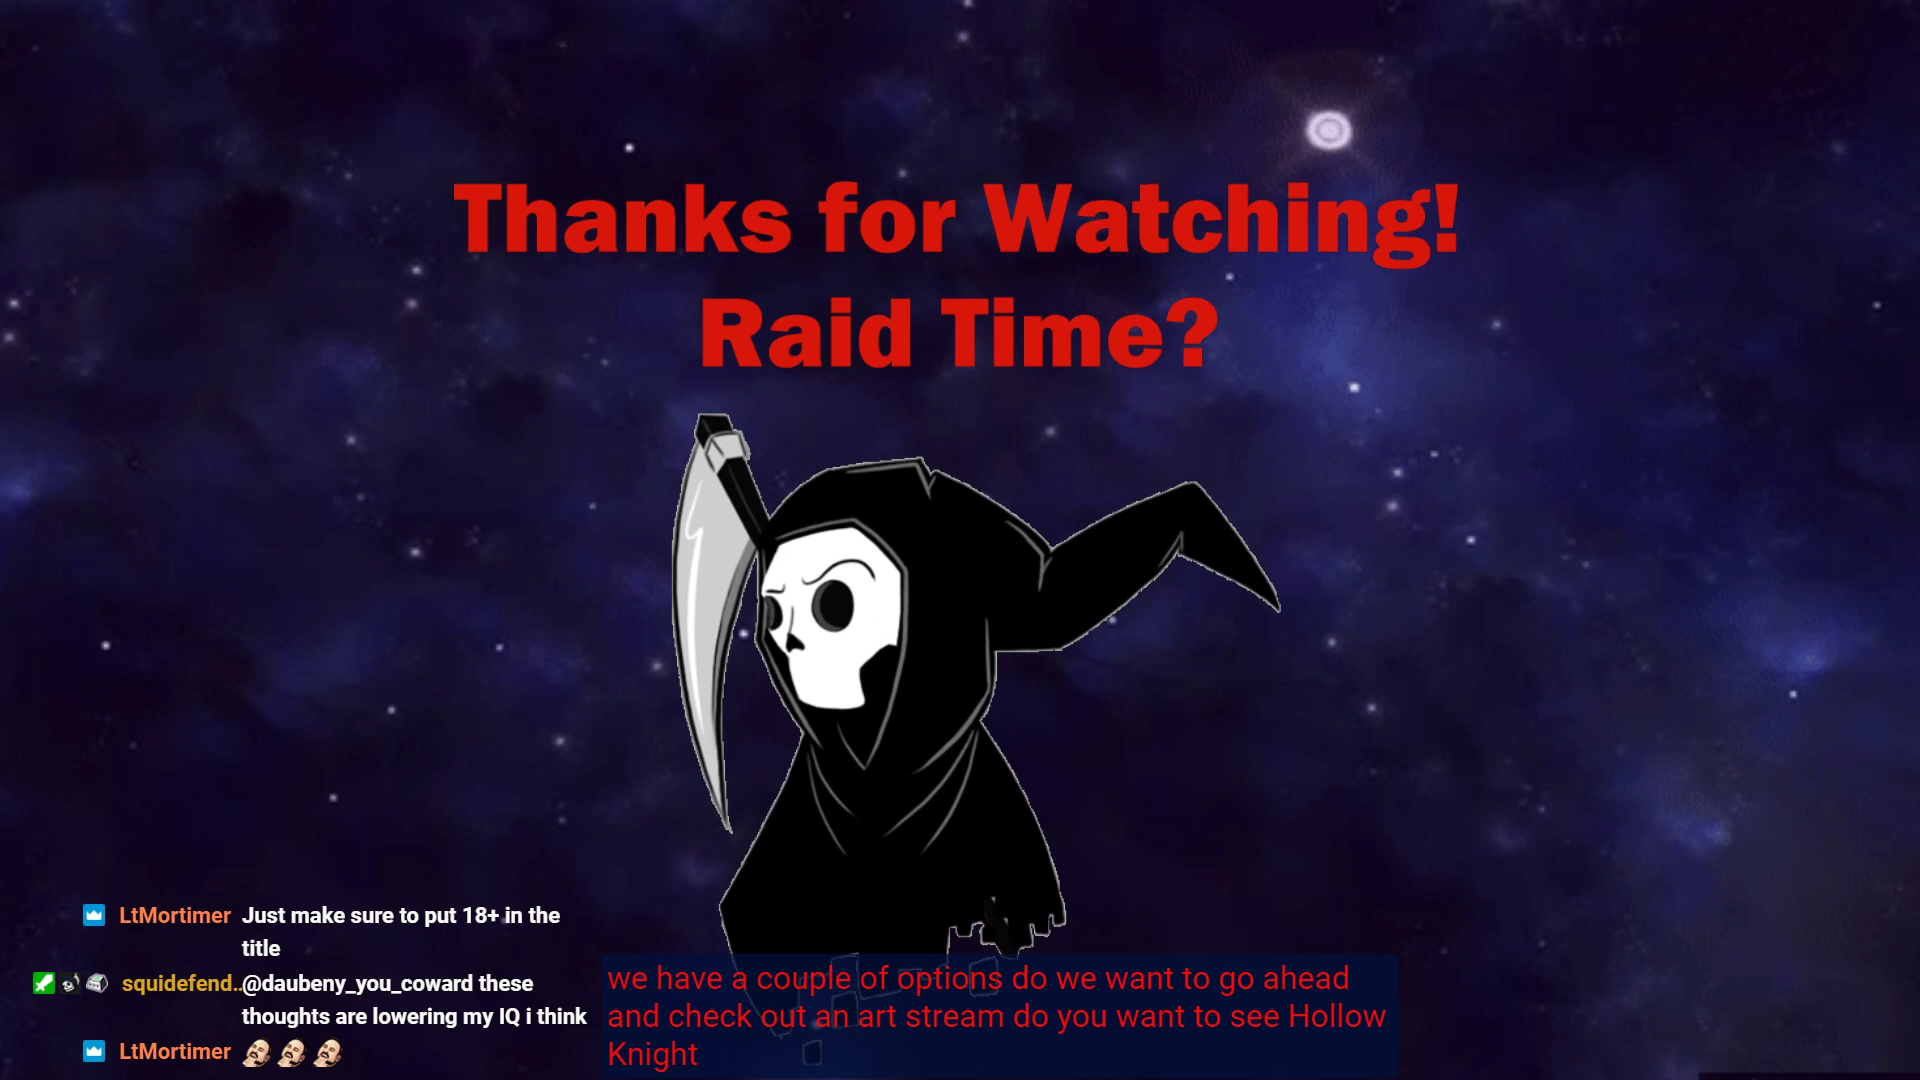 Thanks for Watching!
Raid Time?
LtMortimer Just make sure to put 18+ in the
title
squidefend..@daubeny_you_coward these
thoughts are lowering my IQ i think
LtMortimer
we have a couple of options do we want to go ahead
and check out an art stream do you want to see Hollow
Knight